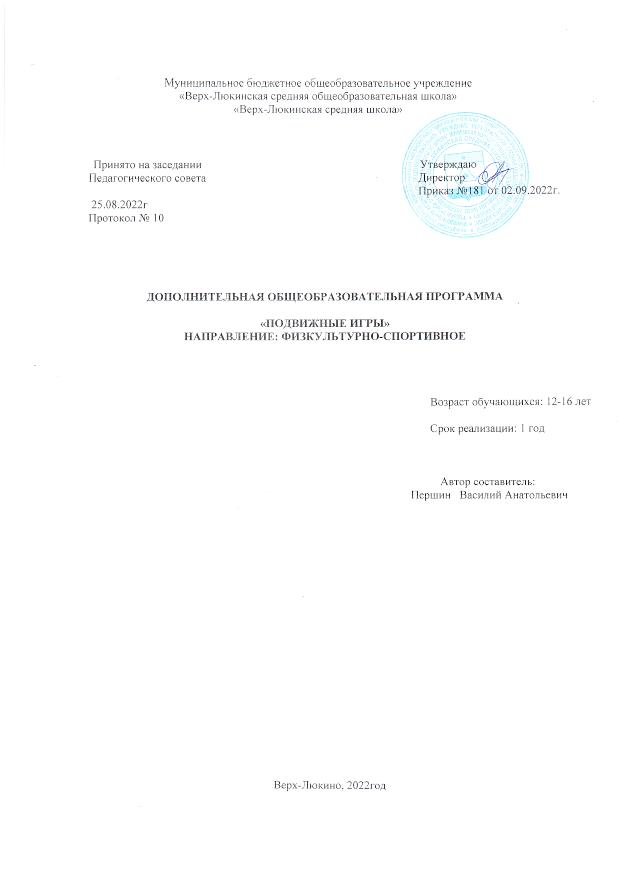 Муниципальное бюджетное общеобразовательное учреждение
«Верх-Люкинская средняя общеобразовательная школа»
«Верх-Люкинская средняя школа»
Принято на заседании
Педагогического совета
25.08.2022г
Протокол № 10
Утверждаю
Директор
Приказ №181 от 02.09.2022г.
ДОПОЛНИТЕЛЬНАЯ ОБЩЕОБРАЗОВАТЕЛЬНАЯ ПРОГРАММА
«ПОДВИЖНЫЕ ИГРЫ»
НАПРАВЛЕНИЕ: ФИЗКУЛЬТУРНО-СПОРТИВНОЕ
Возраст обучающихся: 12-16 лет
Срок реализации: 1 год
Автор составитель:
Першин Василий Анатольевич
Верх-Люкино, 2022год